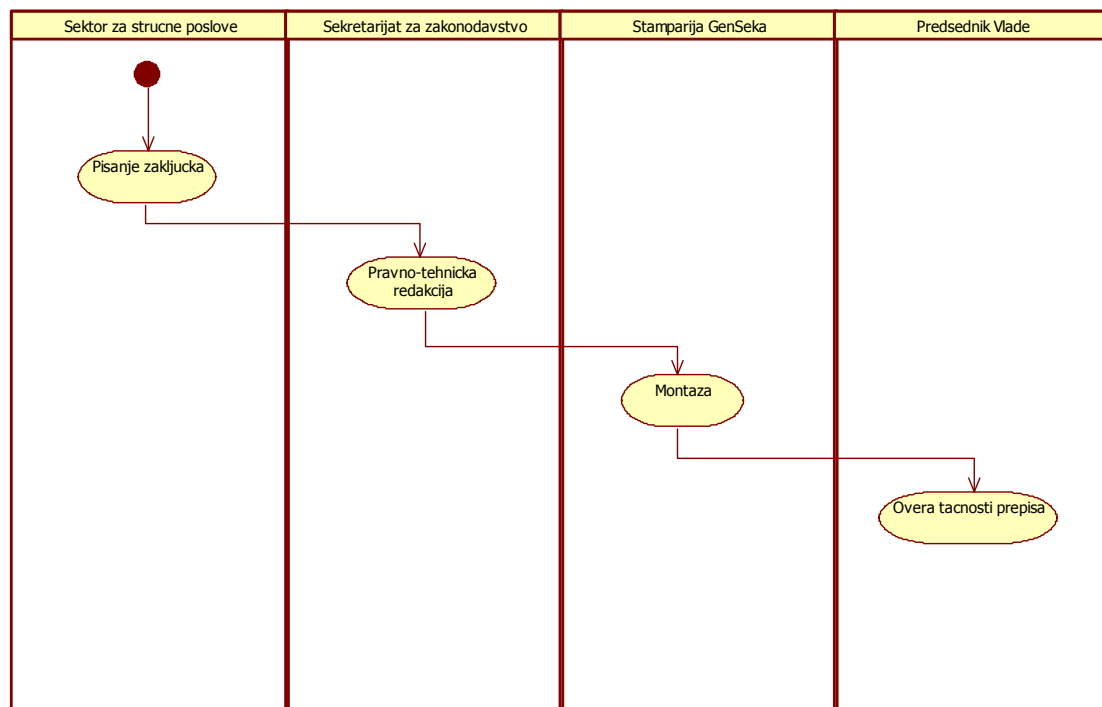 Sektor za strucne poslove
Sekretarijat za zakonodavstvo
Stamparija GenSeka
Predsednik Vlade
Pisanje zakljucka
Pravno-tehnicka
redakcija
Montaza
Overa tacnosti prepisa